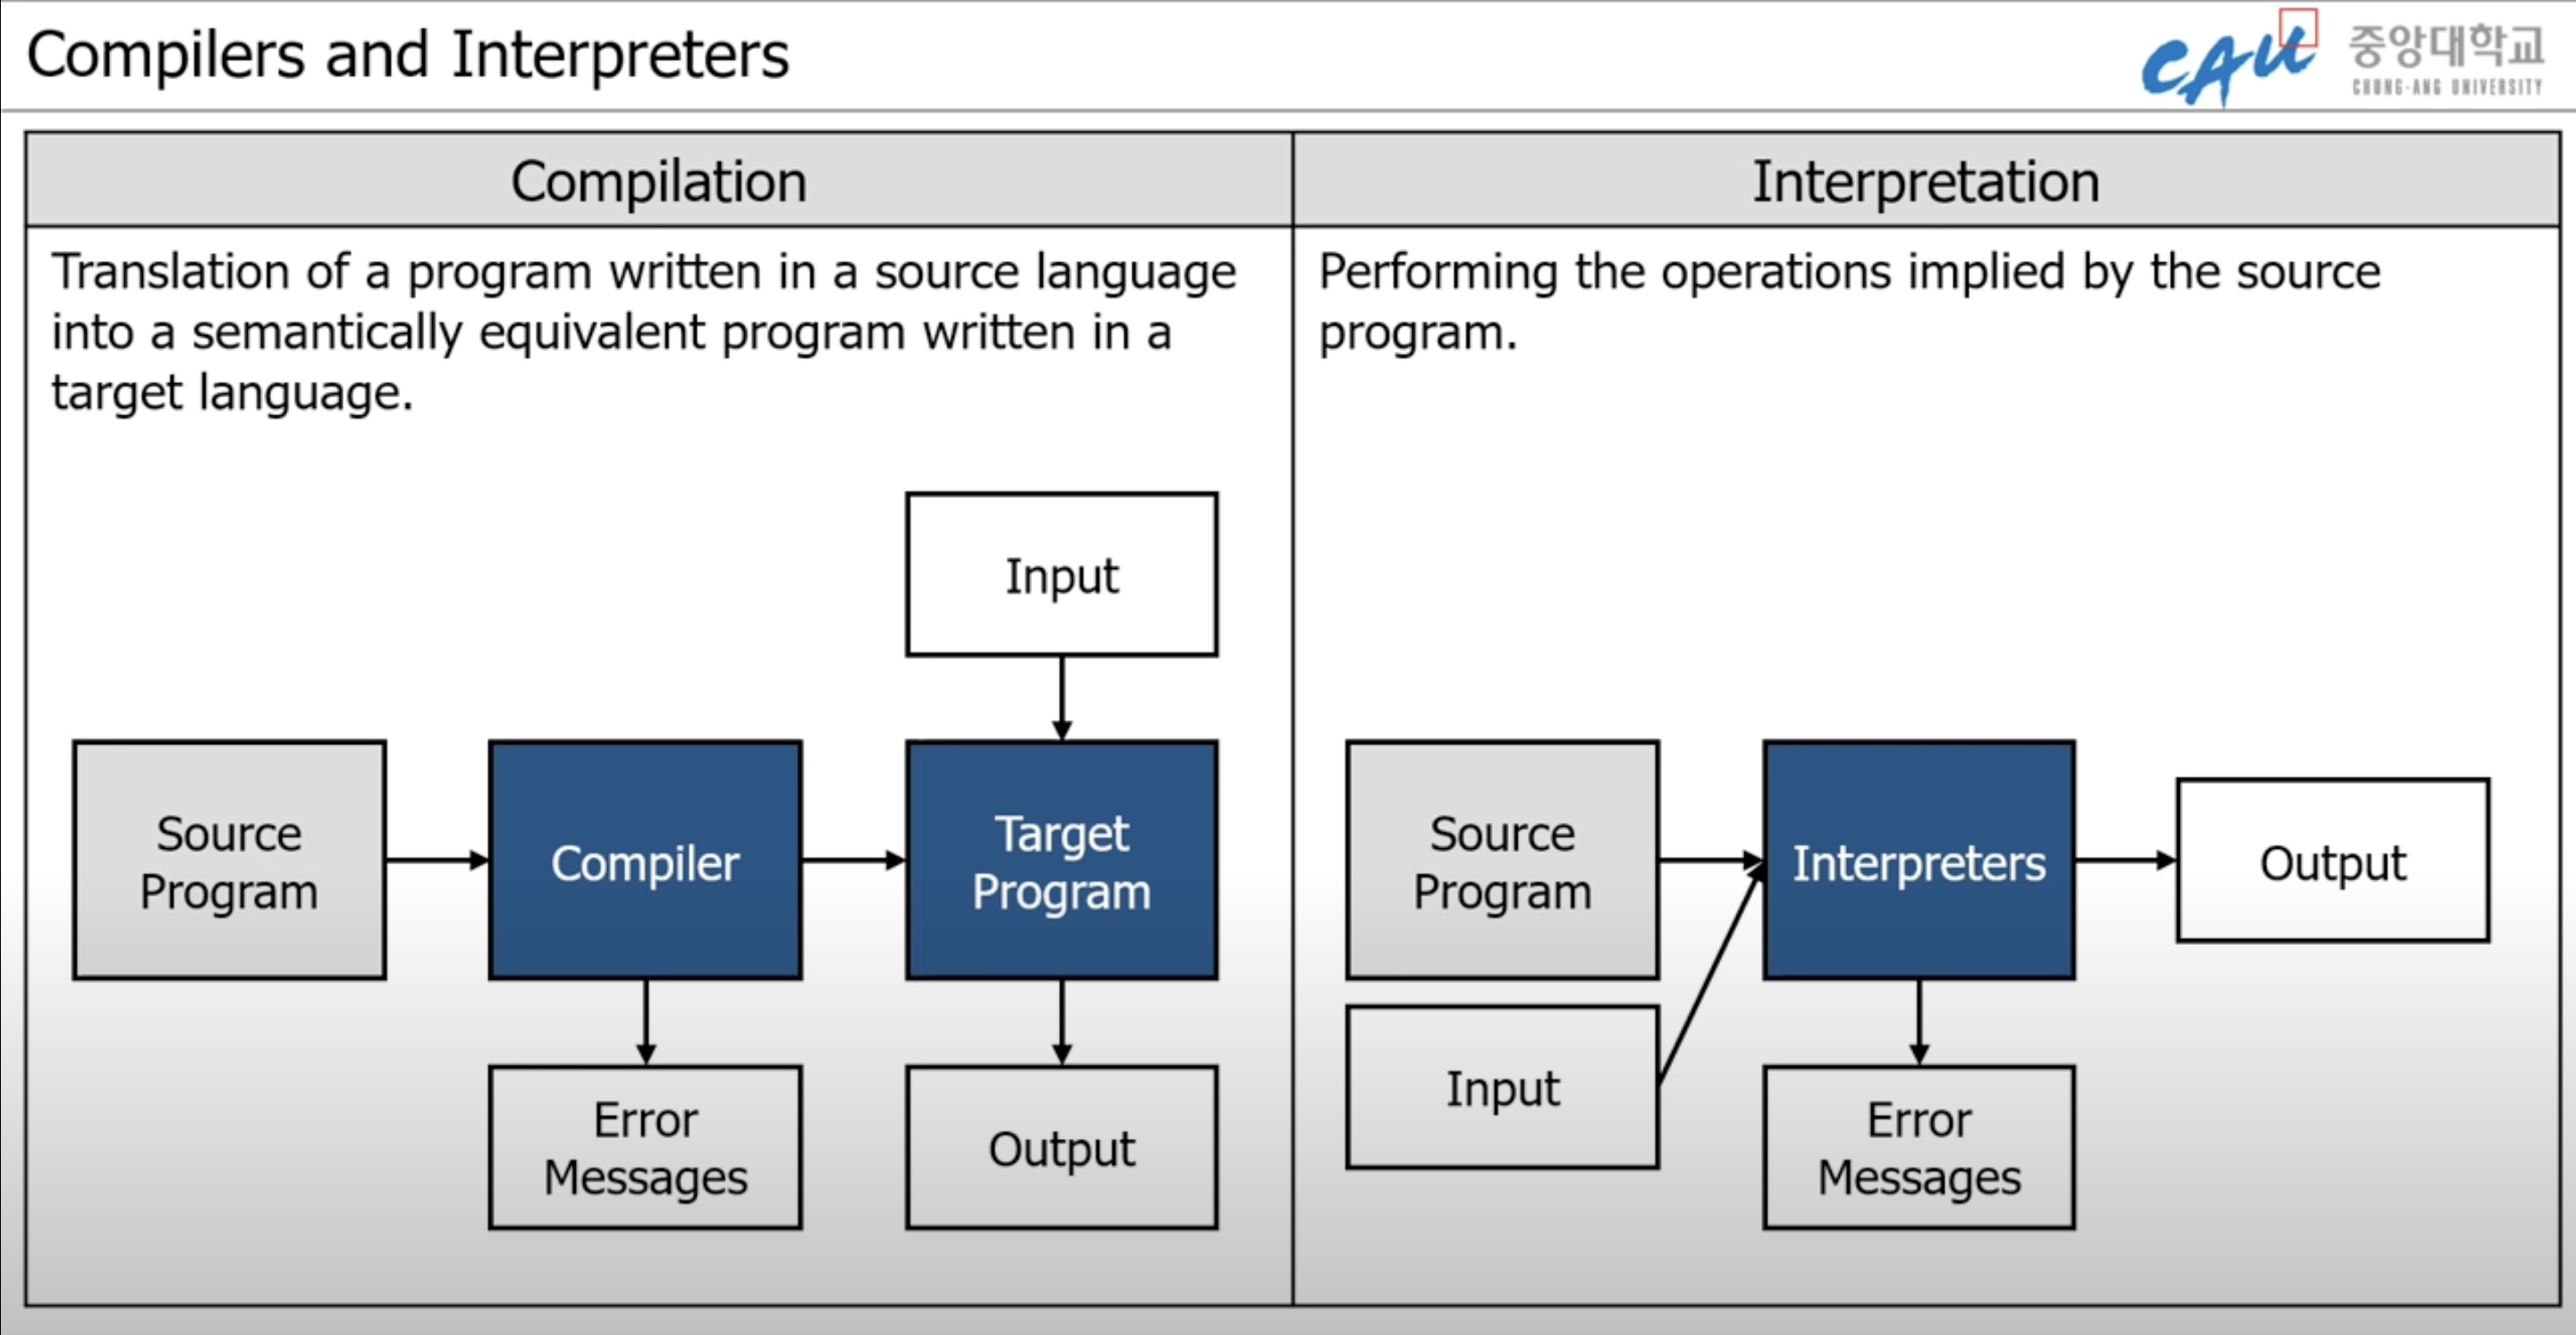 Compilers and Interpreters
CAU
중앙대학교
CHUNG-ANG UNIVERSITY
Compilation
Translation of a program written in a source language
into a semantically equivalent program written in a
target language.
Input
Source
Program
Compiler
Target
Program
Error
Messages
Output
Interpretation
Performing the operations implied by the source
program.
Source
Program
Interpreters
Output
Input
Error
Messages